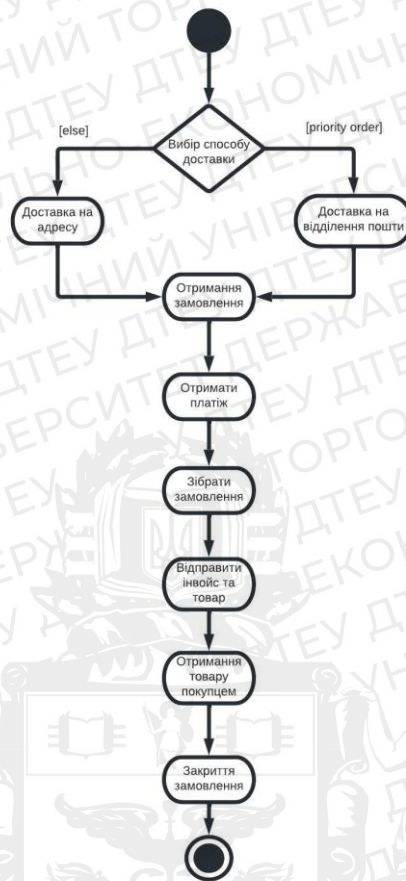 [else]
[priority order]
Вибір способу
доставки
Доставка на
адресу
Доставка на
відділення пошти
Отримання
замовлення
Отримати
платіж
Зібрати
замовлення
Відправити
інвойс та
товар
Отримання
товару
покупцем
Закриття
замовлення